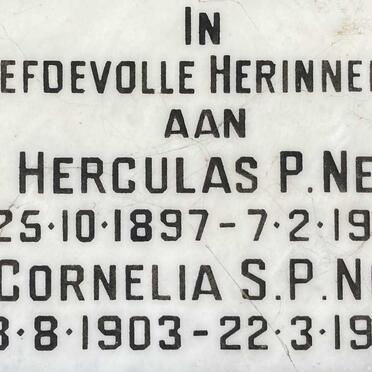 IN
EFDEVOLLE HERINNE
AAN
HERCULAS P. NE
25·10·1897-7·2·19
CORNELIA S.P. N
8·8·1903-22·3·19